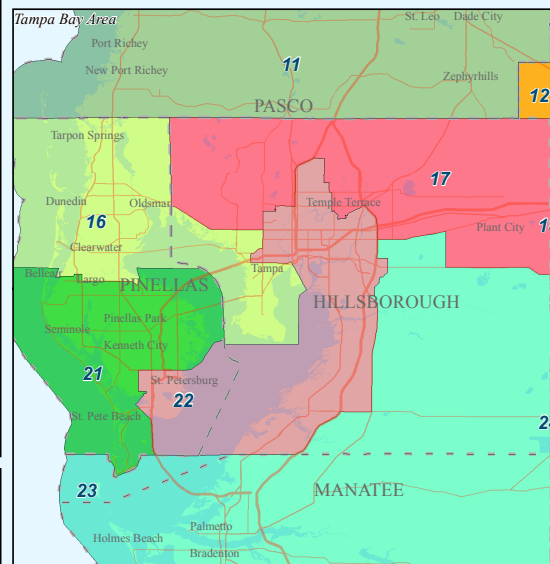 Tampa Bay Area
St. Leo Dade City
Port Richey
11
New Port Richey
Zephyrhills
12
PASCO
Tarpon Springs
17
Dunedin
Oldsmar
Temple Terrace
16
Plant City
Clearwater
Belleair
Largo
Tampa
PINELLAS
HILLSBOROUGH
Pinellas Park
Seminole
Kenneth City
21
St. Petersburg
22
St. Pete Beach
23
MANATEE
Palmetto
Holmes Beach
Bradenton